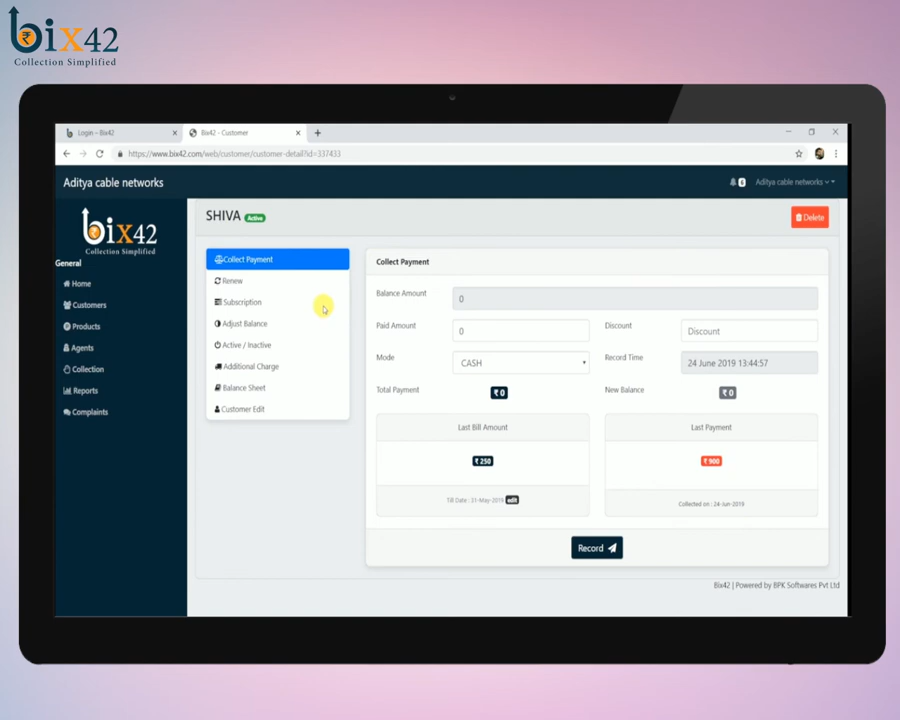 bix42
Collection Simplified
Login – Bix42
Bix42 - Customer
https://www.bix42.com/web/customer/customer-detail?id=337433
Aditya cable networks
6
Aditya cable networks
bix42
Collection Simplified
General
Home
Customers
Products
Agents
Collection
Reports
Complaints
SHIVA Active
Delete
Collect Payment
Renew
Subscription
Adjust Balance
Active / Inactive
Additional Charge
Balance Sheet
Customer Edit
Collect Payment
Balance Amount 0
Paid Amount 0 Discount Discount
Mode CASH Record Time 24 June 2019 13:44:57
Total Payment ₹ 0 New Balance ₹ 0
Last Bill Amount Last Payment
₹ 250 ₹ 900
Till Date : 31-May-2019 edit Collected on : 24-Jun-2019
Record
Bix42 | Powered by BPK Softwares Pvt Ltd